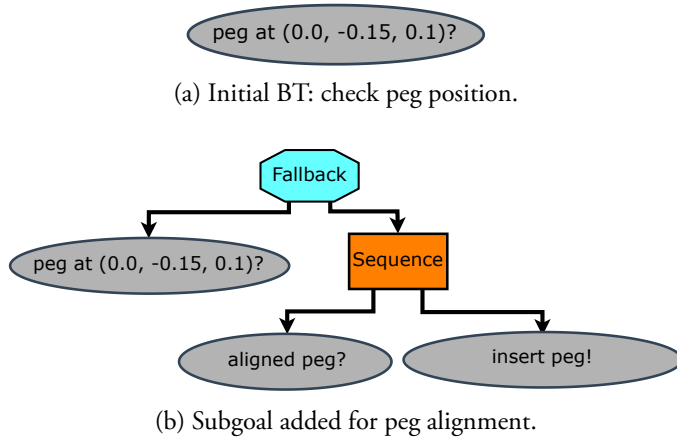 peg at (0.0, -0.15, 0.1)?
(a) Initial BT: check peg position.
Fallback
peg at (0.0, -0.15, 0.1)?
Sequence
aligned peg?
insert peg!
(b) Subgoal added for peg alignment.